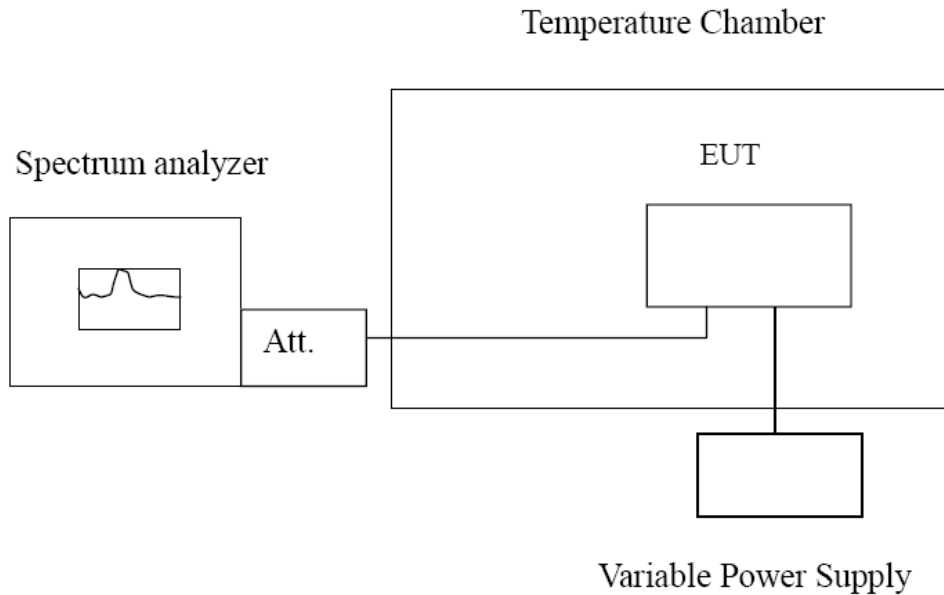 Temperature Chamber
EUT
Spectrum analyzer
Att.
Variable Power Supply